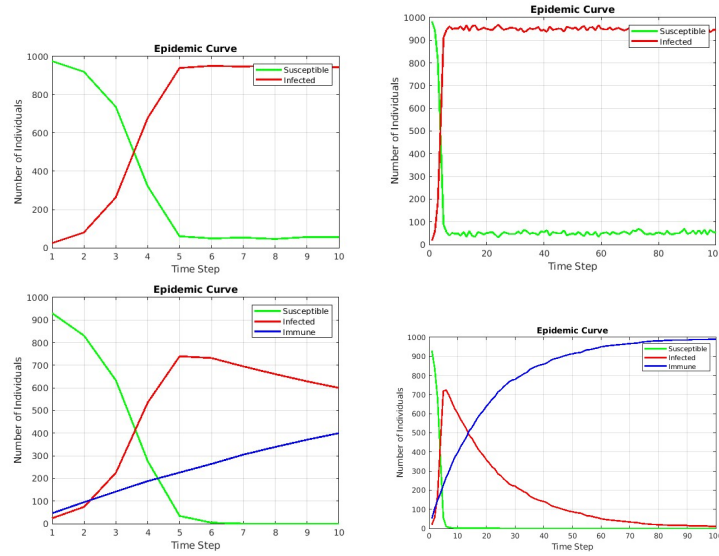 Epidemic Curve
Number of Individuals
1000
800
600
400
200
0
Susceptible
Infected
1 2 3 4 5 6 7 8 9 10
Time Step
Epidemic Curve
Number of Individuals
1000
900
800
700
600
500
400
300
200
100
0
Susceptible
Infected
0 20 40 60 80 100
Time Step
Epidemic Curve
Number of Individuals
1000
900
800
700
600
500
400
300
200
100
0
Susceptible
Infected
Immune
1 2 3 4 5 6 7 8 9 10
Time Step
Epidemic Curve
Number of Individuals
1000
900
800
700
600
500
400
300
200
100
0
Susceptible
Infected
Immune
0 10 20 30 40 50 60 70 80 90 100
Time Step